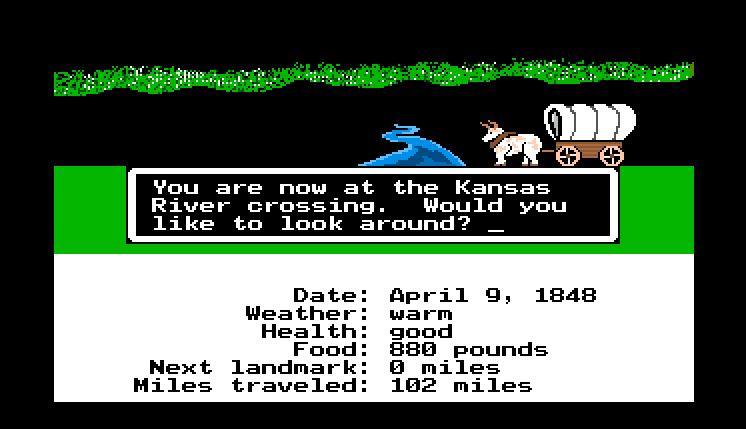 You are now at the Kansas
River crossing.  Would you
like to look around? _
Date: April 9, 1848
Weather: warm
Health: good
Food: 880 pounds
Next landmark: 0 miles
Miles traveled: 102 miles